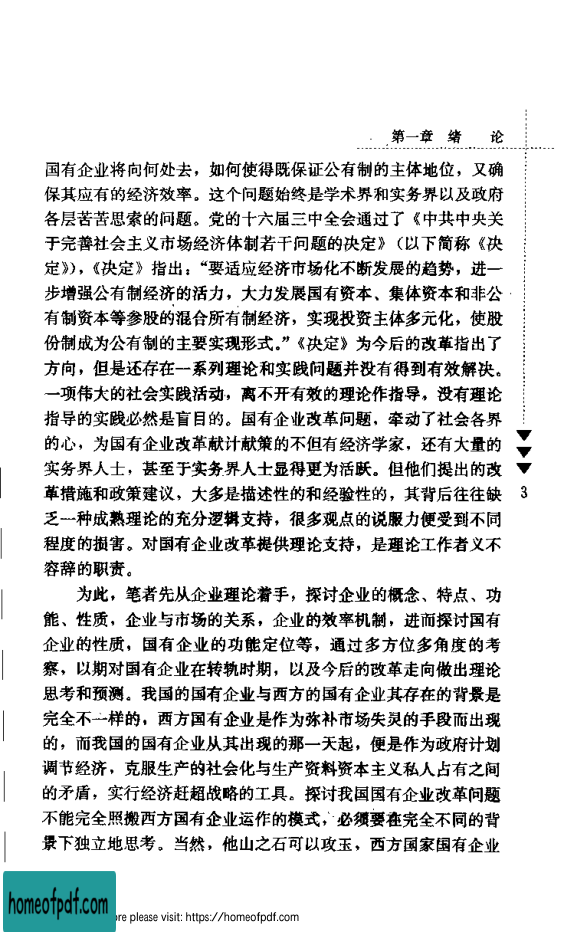 第一章 绪 论
国有企业将向何处去，如何使得既保证公有制的主体地位，又确
保其应有的经济效率。这个问题始终是学术界和实务界以及政府
各层苦苦思索的问题。党的十六届三中全会通过了《中共中央关
于完善社会主义市场经济体制若干问题的决定》（以下简称《决
定》），《决定》指出：“要适应经济市场化不断发展的趋势，进一
步增强公有制经济的活力，大力发展国有资本、集体资本和非公
有制资本等参股的混合所有制经济，实现投资主体多元化，使股
份制成为公有制的主要实现形式。”《决定》为今后的改革指出了
方向，但是还存在一系列理论和实践问题并没有得到有效解决。
一项伟大的社会实践活动，离不开有效的理论作指导，没有理论
指导的实践必然是盲目的。国有企业改革问题，牵动了社会各界
的心，为国有企业改革献计献策的不但有经济学家，还有大量的
实务界人士，甚至于实务界人士显得更为活跃。但他们提出的改
革措施和政策建议，大多是描述性的和经验性的，其背后往往缺
乏一种成熟理论的充分逻辑支持，很多观点的说服力便受到不同
程度的损害。对国有企业改革提供理论支持，是理论工作者义不
容辞的职责。
为此，笔者先从企业理论着手，探讨企业的概念、特点、功
能、性质，企业与市场的关系，企业的效率机制，进而探讨国有
企业的性质，国有企业的功能定位等，通过多方位多角度的考
察，以期对国有企业在转轨时期，以及今后的改革走向做出理论
思考和预测。我国的国有企业与西方的国有企业其存在的背景是
完全不一样的，西方国有企业是作为弥补市场失灵的手段而出现
的，而我国的国有企业从其出现的那一天起，便是作为政府计划
调节经济，克服生产的社会化与生产资料资本主义私人占有之间
的矛盾，实行经济赶超战略的工具。探讨我国国有企业改革问题
不能完全照搬西方国有企业运作的模式，必须要在完全不同的背
景下独立地思考。当然，他山之石可以攻玉，西方国家国有企业
3
homeofpdf.com
ore please visit: https://homeofpdf.com